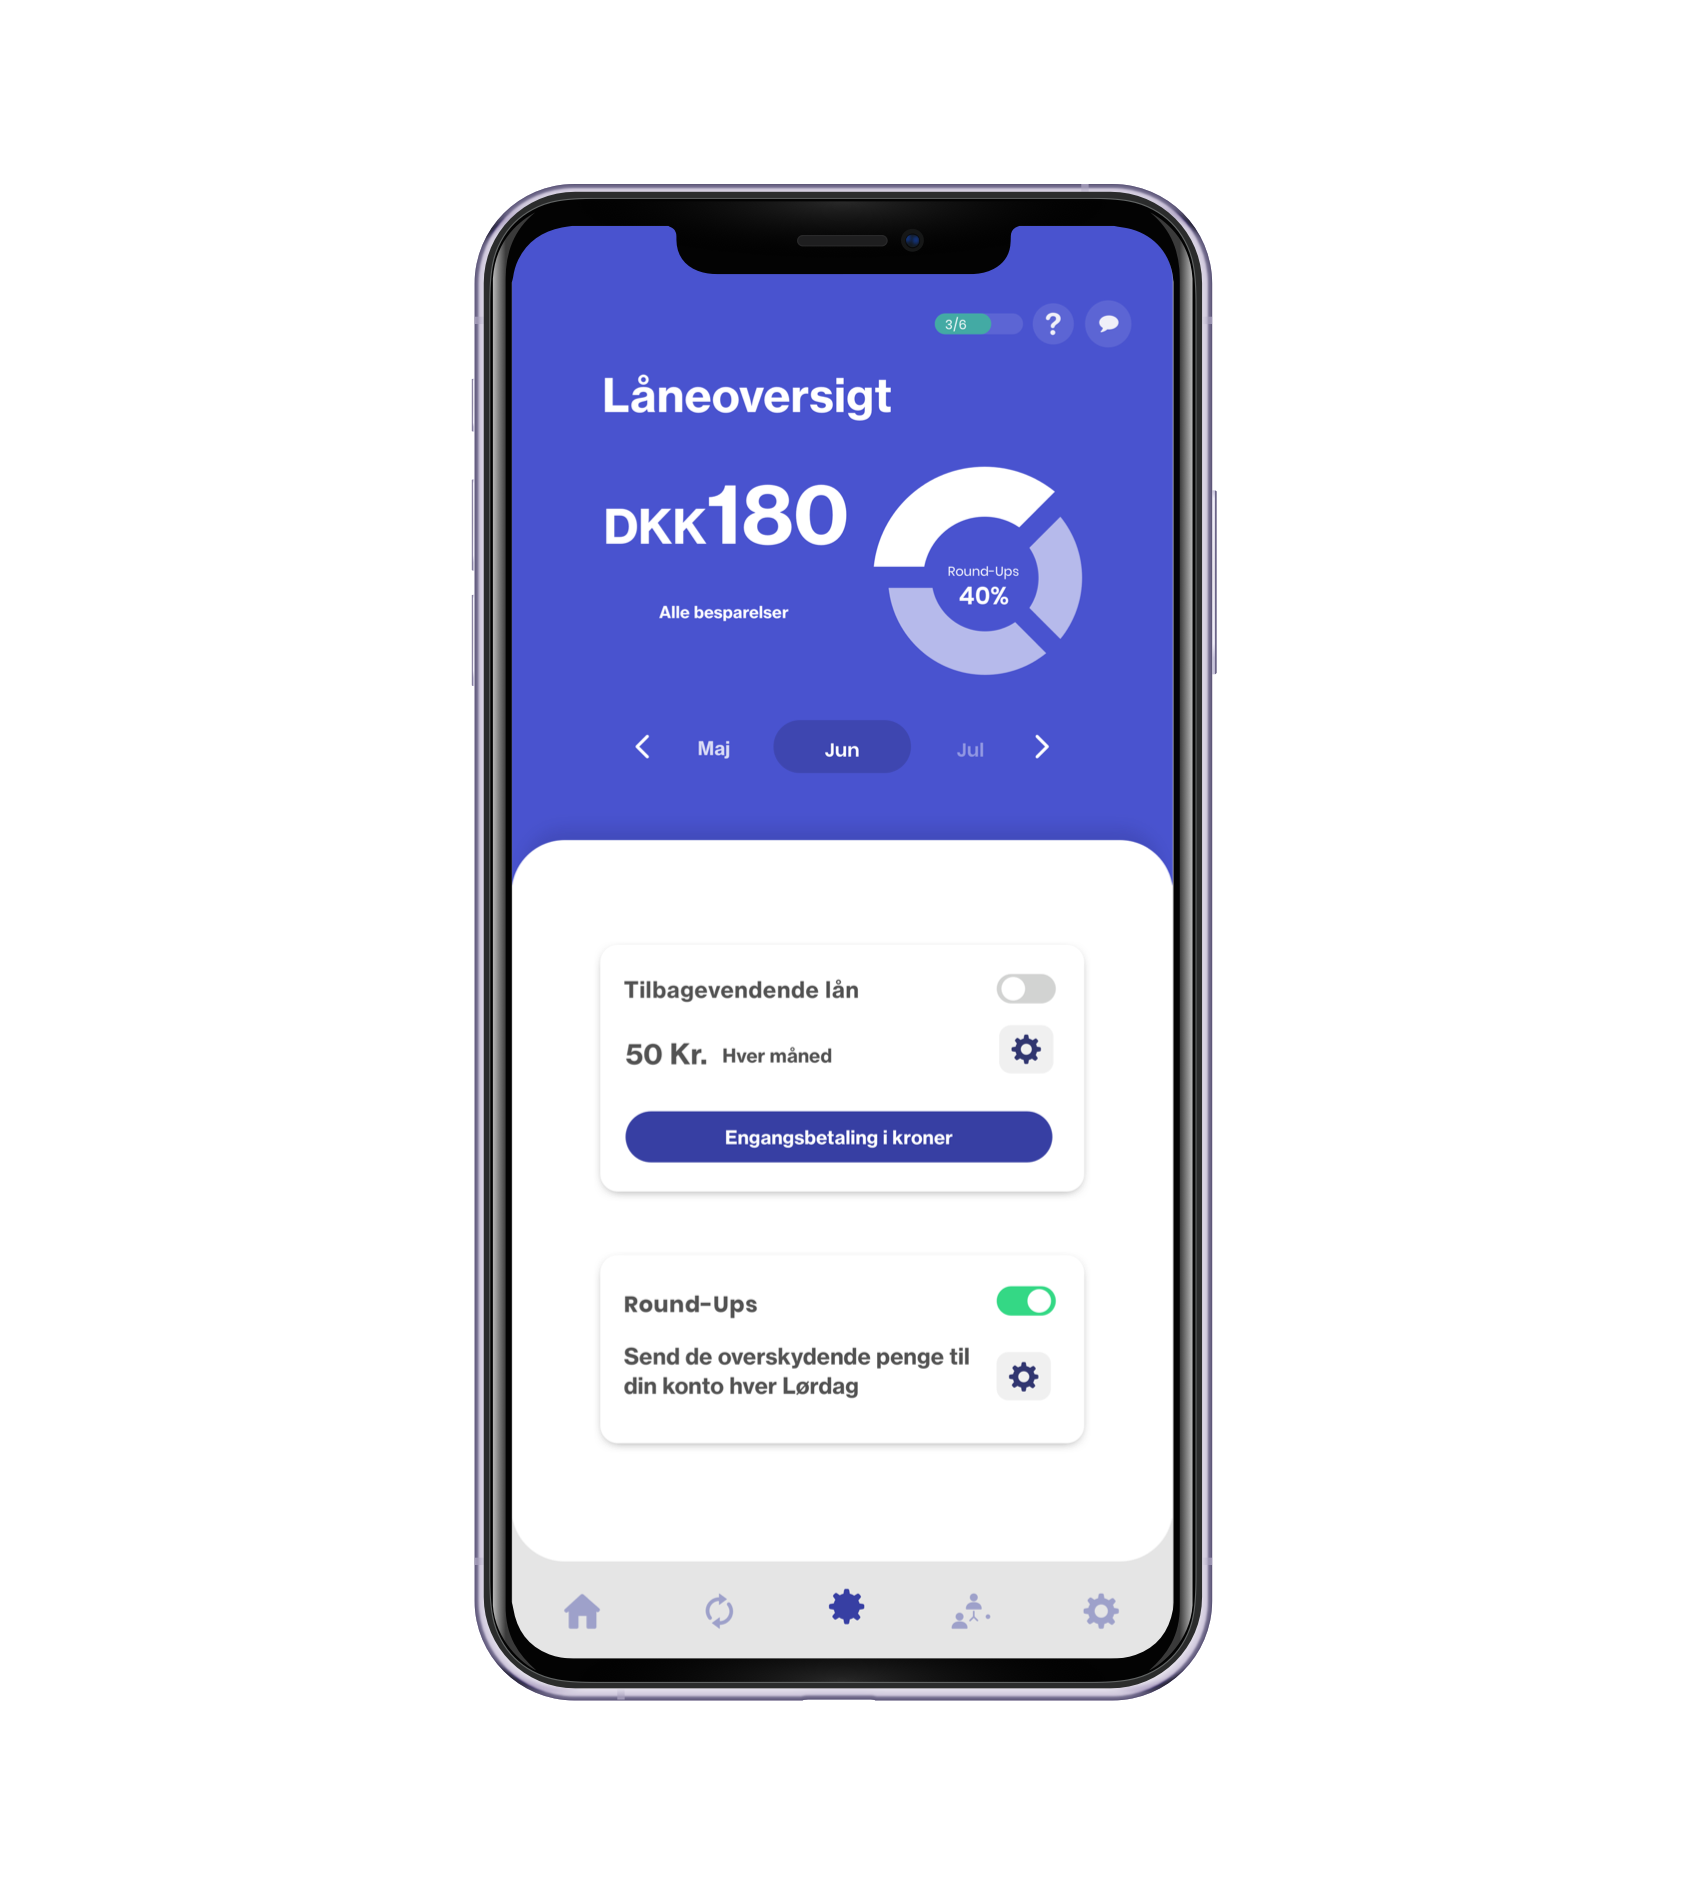 3/6
?
Låneoversigt
DKK180
Round-Ups
40%
Alle besparelser
Maj Jun Jul
Tilbagevendende lån
50 Kr. Hver måned
Engangsbetaling i kroner
Round-Ups
Send de overskydende penge til
din konto hver Lørdag